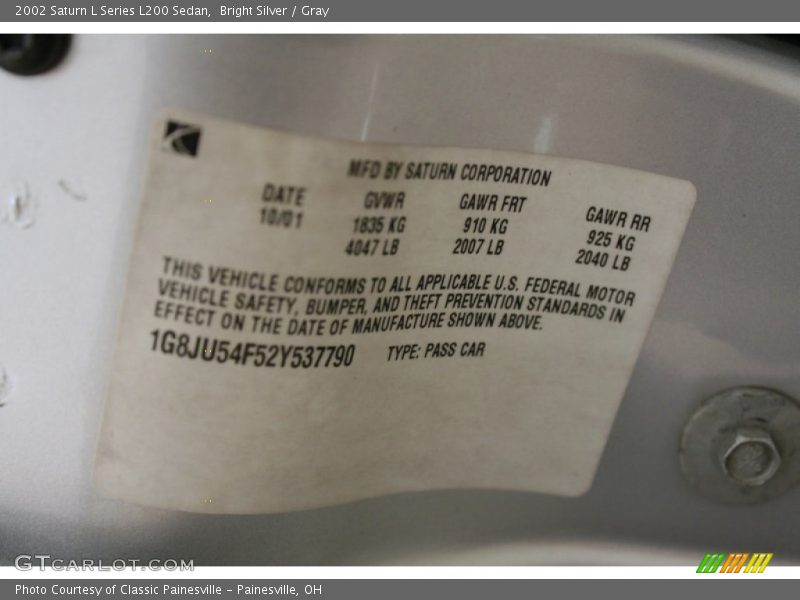 2002 Saturn L Series L200 Sedan, Bright Silver / Gray
MFD BY SATURN CORPORATION
DATE GVWR GAWR FRT GAWR RR
10/01 1835 KG 910 KG 925 KG
4047 LB 2007 LB 2040 LB
THIS VEHICLE CONFORMS TO ALL APPLICABLE U.S. FEDERAL MOTOR
VEHICLE SAFETY, BUMPER, AND THEFT PREVENTION STANDARDS IN
EFFECT ON THE DATE OF MANUFACTURE SHOWN ABOVE.
1G8JU54F52Y537790 TYPE: PASS CAR
GTCARLOT.COM
Photo Courtesy of Classic Painesville - Painesville, OH